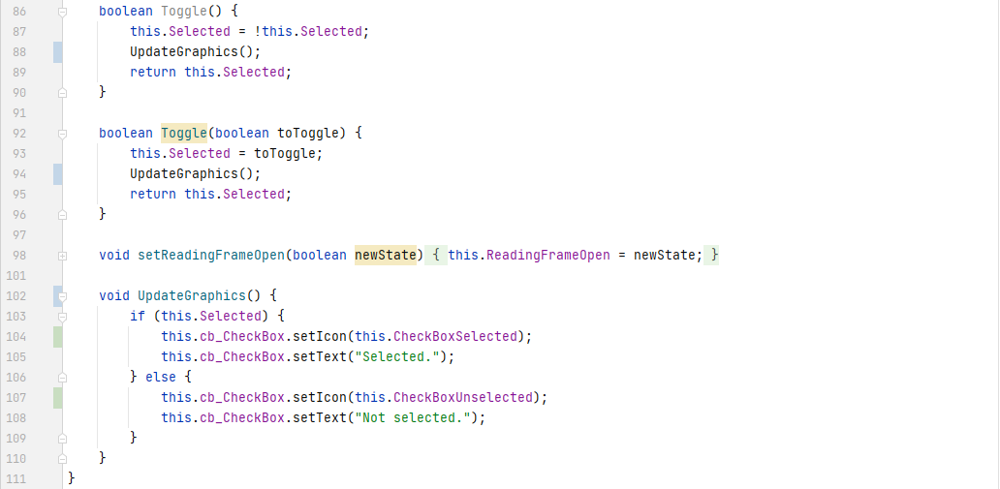 86 boolean Toggle() {
87 this.Selected = !this.Selected;
88 UpdateGraphics();
89 return this.Selected;
90 }
91
92 boolean Toggle(boolean toToggle) {
93 this.Selected = toToggle;
94 UpdateGraphics();
95 return this.Selected;
96 }
97
98 void setReadingFrameOpen(boolean newState) { this.ReadingFrameOpen = newState; }
101
102 void UpdateGraphics() {
103 if (this.Selected) {
104 this.cb_CheckBox.setIcon(this.CheckBoxSelected);
105 this.cb_CheckBox.setText("Selected.");
106 } else {
107 this.cb_CheckBox.setIcon(this.CheckBoxUnselected);
108 this.cb_CheckBox.setText("Not selected.");
109 }
110 }
111 }